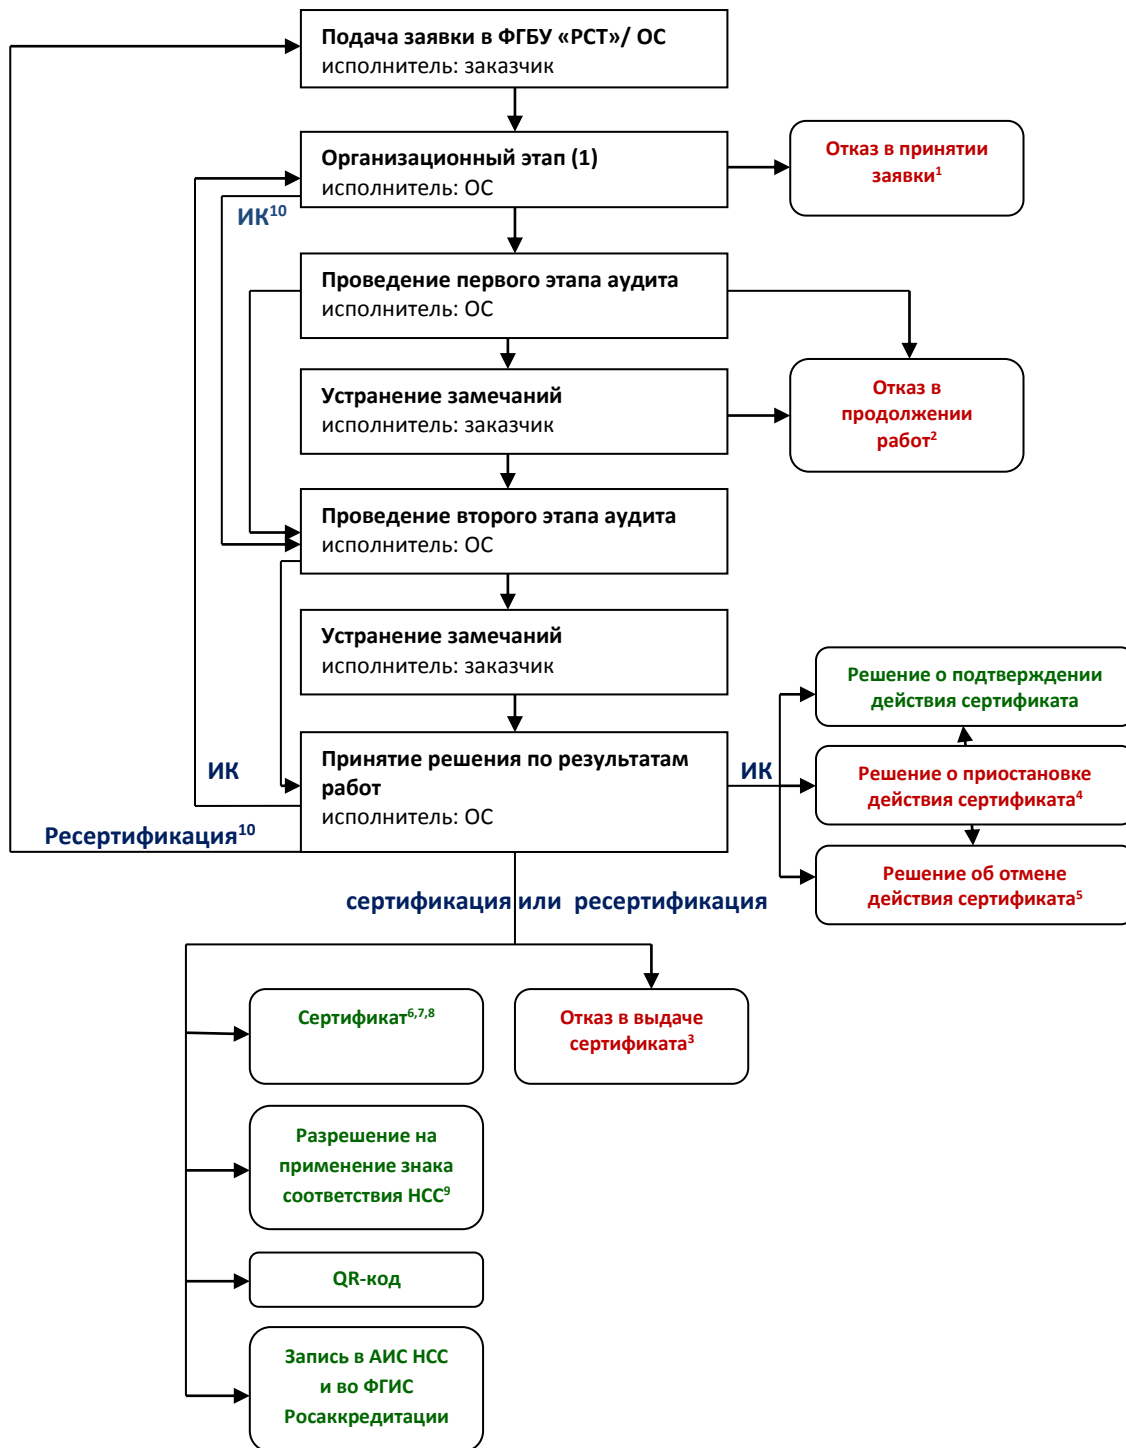 Подача заявки в ФГБУ «РСТ»/ ОС
исполнитель: заказчик
Организационный этап (1)
исполнитель: ОС
Отказ в принятии
заявки¹
ИК¹⁰
Проведение первого этапа аудита
исполнитель: ОС
Устранение замечаний
исполнитель: заказчик
Отказ в
продолжении
работ²
Проведение второго этапа аудита
исполнитель: ОС
Устранение замечаний
исполнитель: заказчик
Решение о подтверждении
действия сертификата
ИК
Принятие решения по результатам
работ
исполнитель: ОС
ИК
Решение о приостановке
действия сертификата⁴
Ресертификация¹⁰
Решение об отмене
действия сертификата⁵
сертификация или ресертификация
Сертификат⁶,⁷,⁸
Отказ в выдаче
сертификата³
Разрешение на
применение знака
соответствия НСС⁹
QR-код
Запись в АИС НСС
и во ФГИС
Росаккредитации